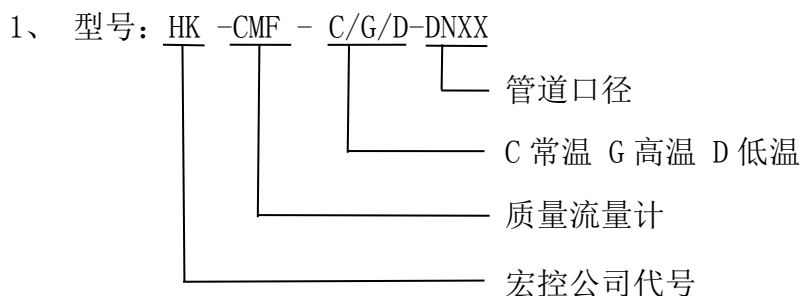 1、 型号：HK -CMF - C/G/D-DNXX
管道口径
C 常温 G 高温 D 低温
质量流量计
宏控公司代号